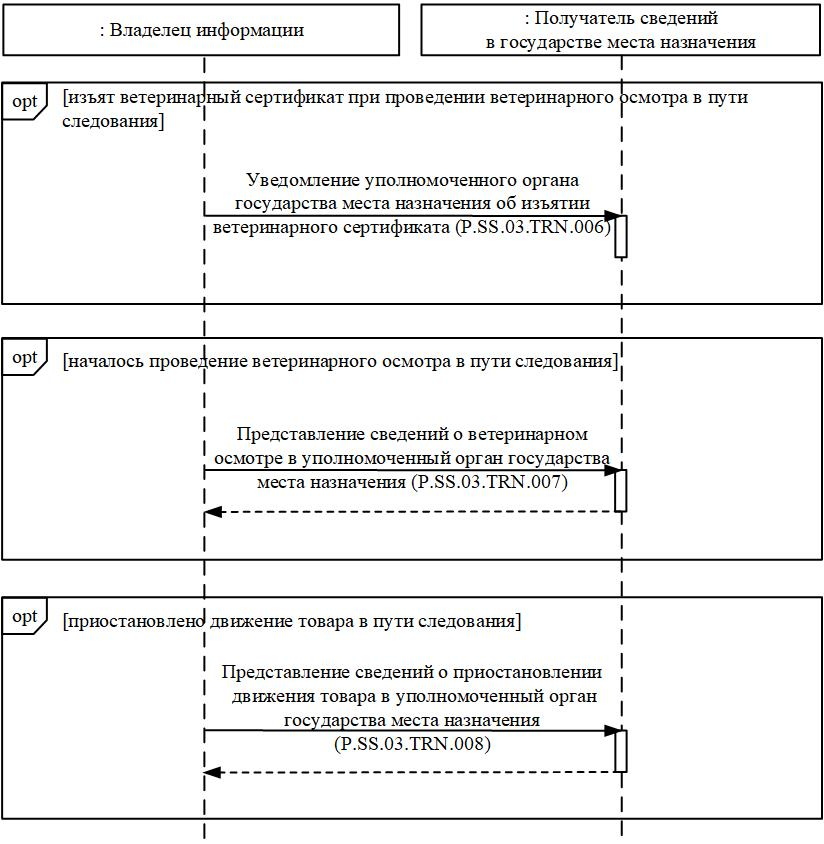 : Владелец информации
: Получатель сведений
в государстве места назначения
opt
[изъят ветеринарный сертификат при проведении ветеринарного осмотра в пути
следования]
Уведомление уполномоченного органа
государства места назначения об изъятии
ветеринарного сертификата (P.SS.03.TRN.006)
opt
[началось проведение ветеринарного осмотра в пути следования]
Представление сведений о ветеринарном
осмотре в уполномоченный орган государства
места назначения (P.SS.03.TRN.007)
opt
[приостановлено движение товара в пути следования]
Представление сведений о приостановлении
движения товара в уполномоченный орган
государства места назначения
(P.SS.03.TRN.008)